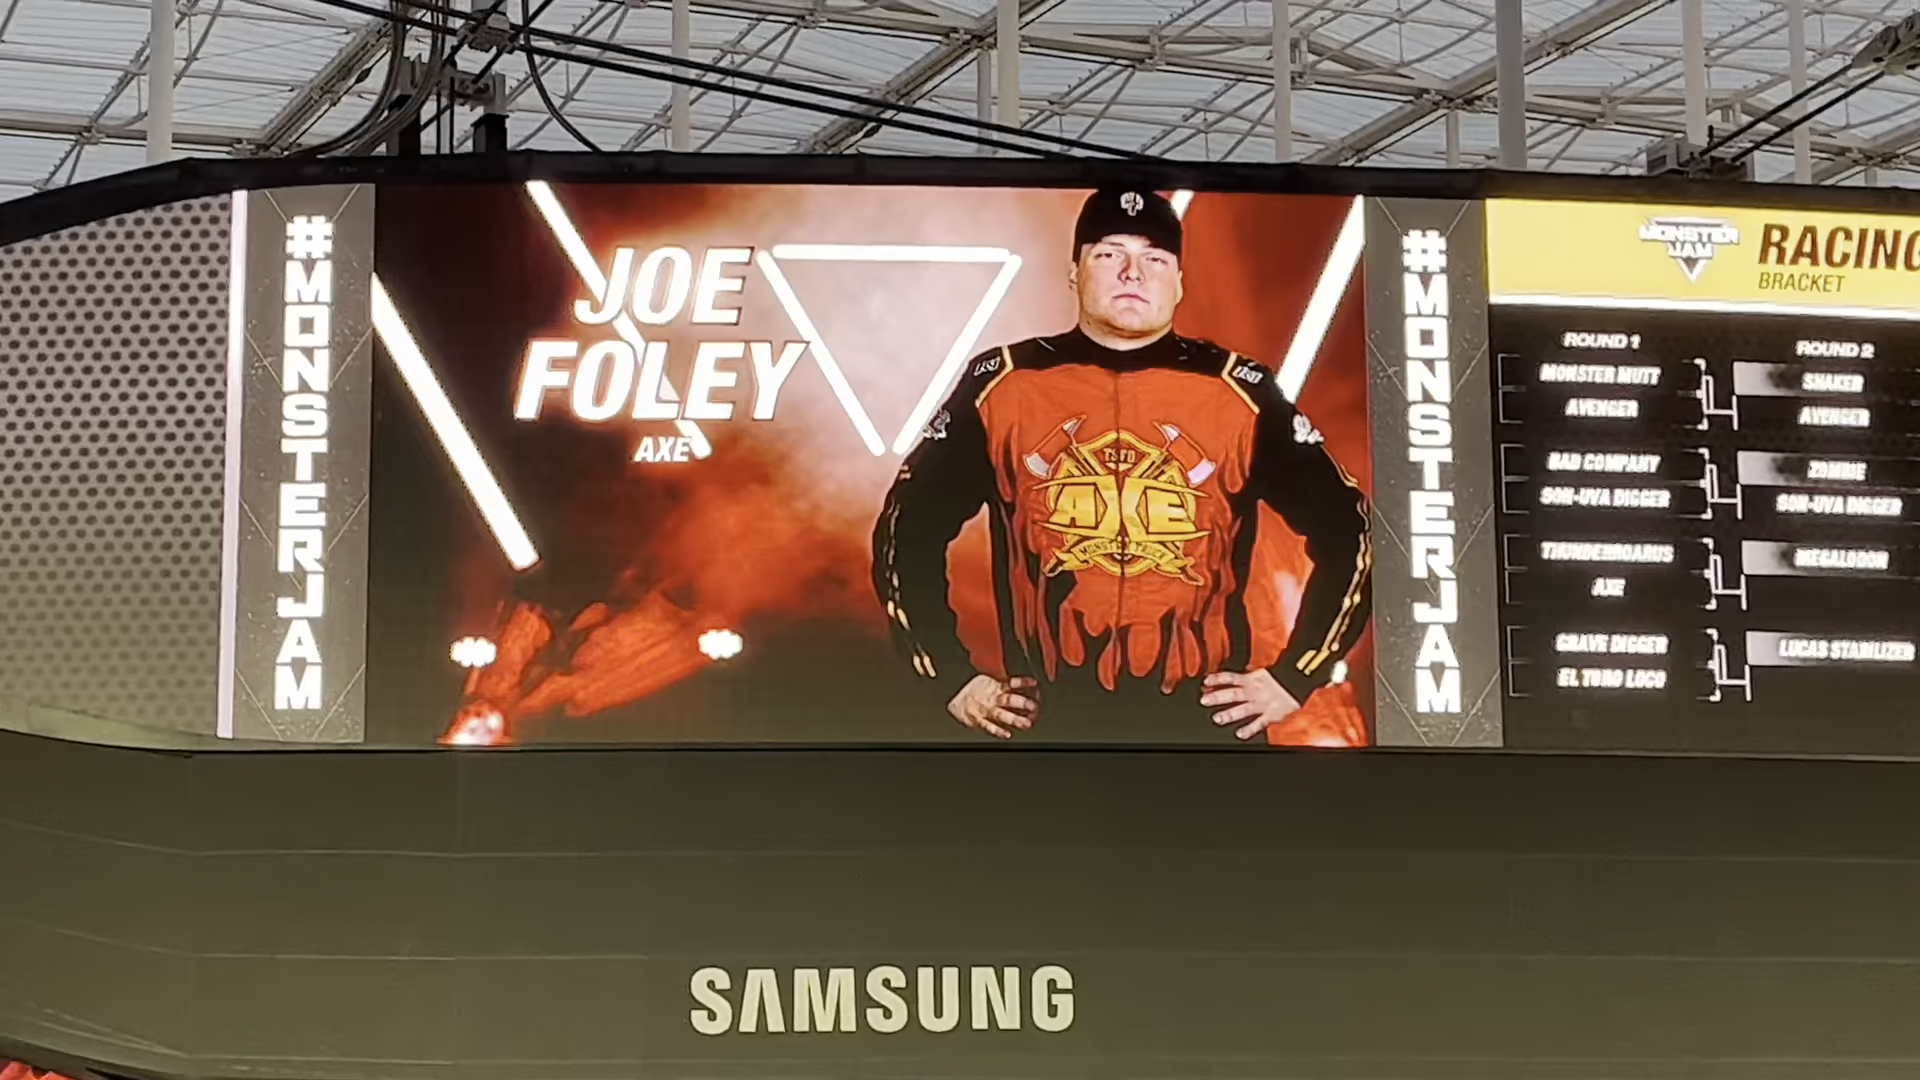 #MONSTERJAM
JOE
FOLEY
AXE
TSFD
AXE
MONSTER TRUCK
#MONSTERJAM
MONSTER
JAM
RACING
BRACKET
ROUND 1
MONSTER MUTT
AVENGER
BAD COMPANY
SON-UVA DIGGER
THUNDEROARUS
AXE
GRAVE DIGGER
EL TORO LOCO
ROUND 2
SHAKER
AVENGER
ZOMBIE
SON-UVA DIGGER
MEGALODON
LUCAS STABILIZER
SAMSUNG